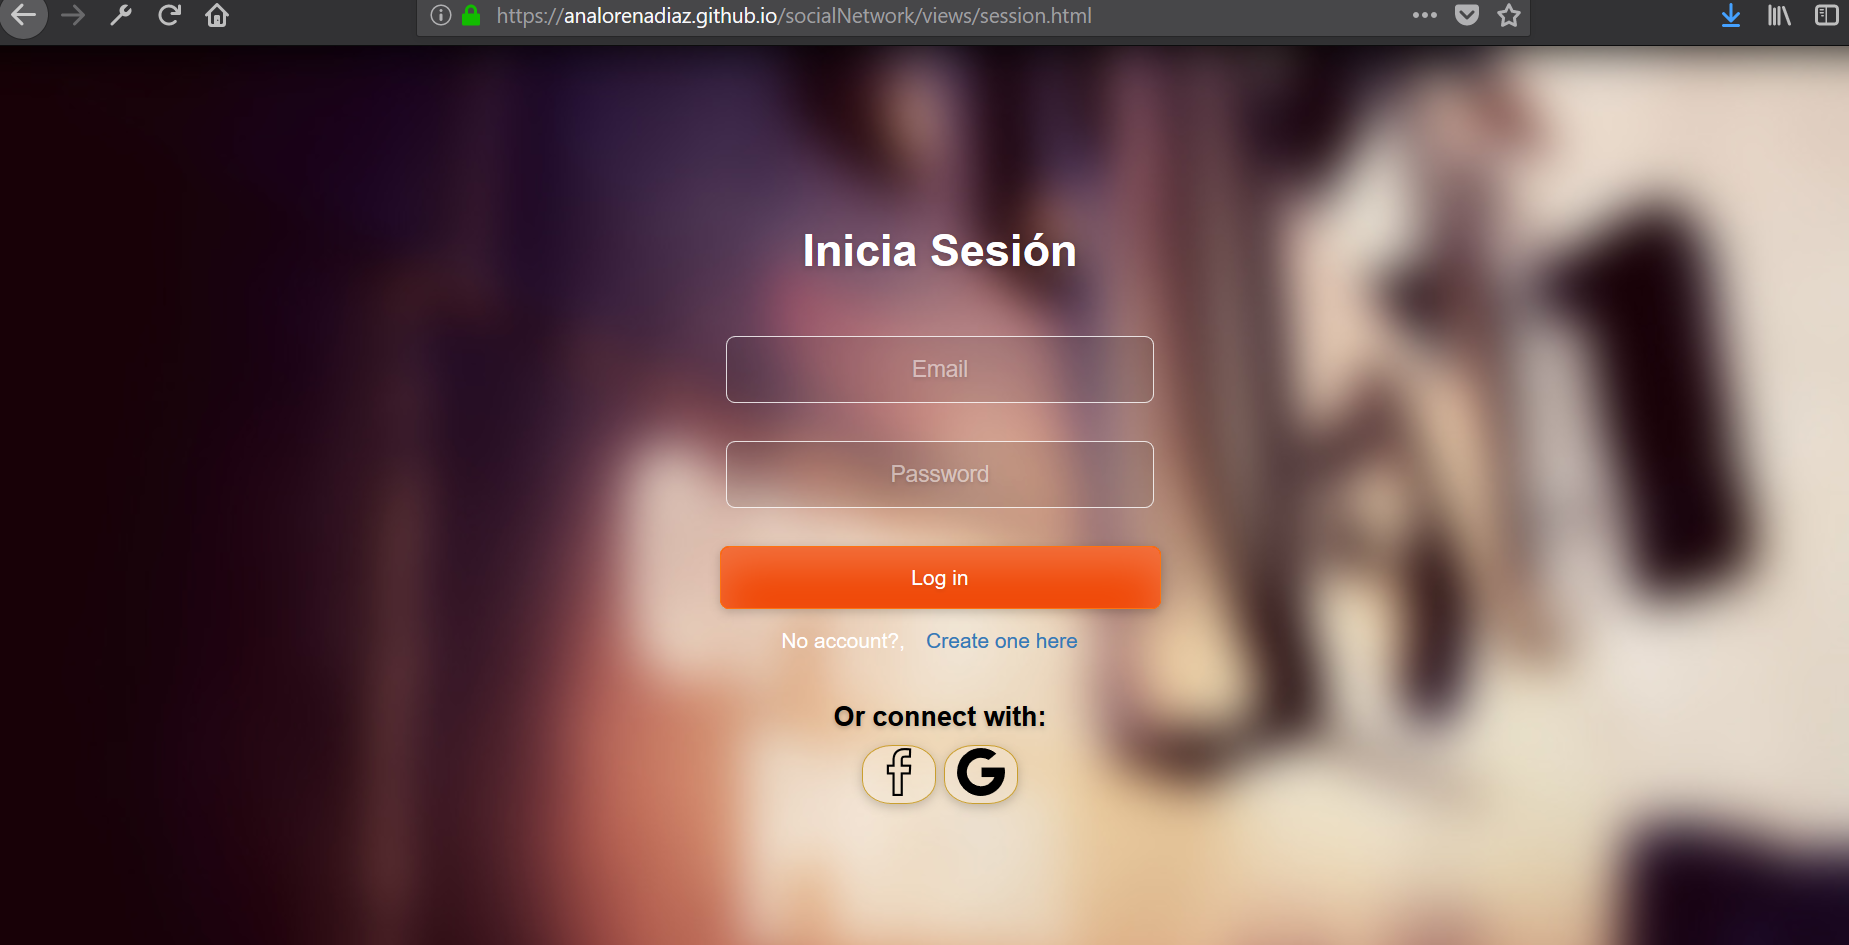 https://analorenadiaz.github.io/socialNetwork/views/session.html
Inicia Sesión
Email
Password
Log in
No account?, Create one here
Or connect with:
f G